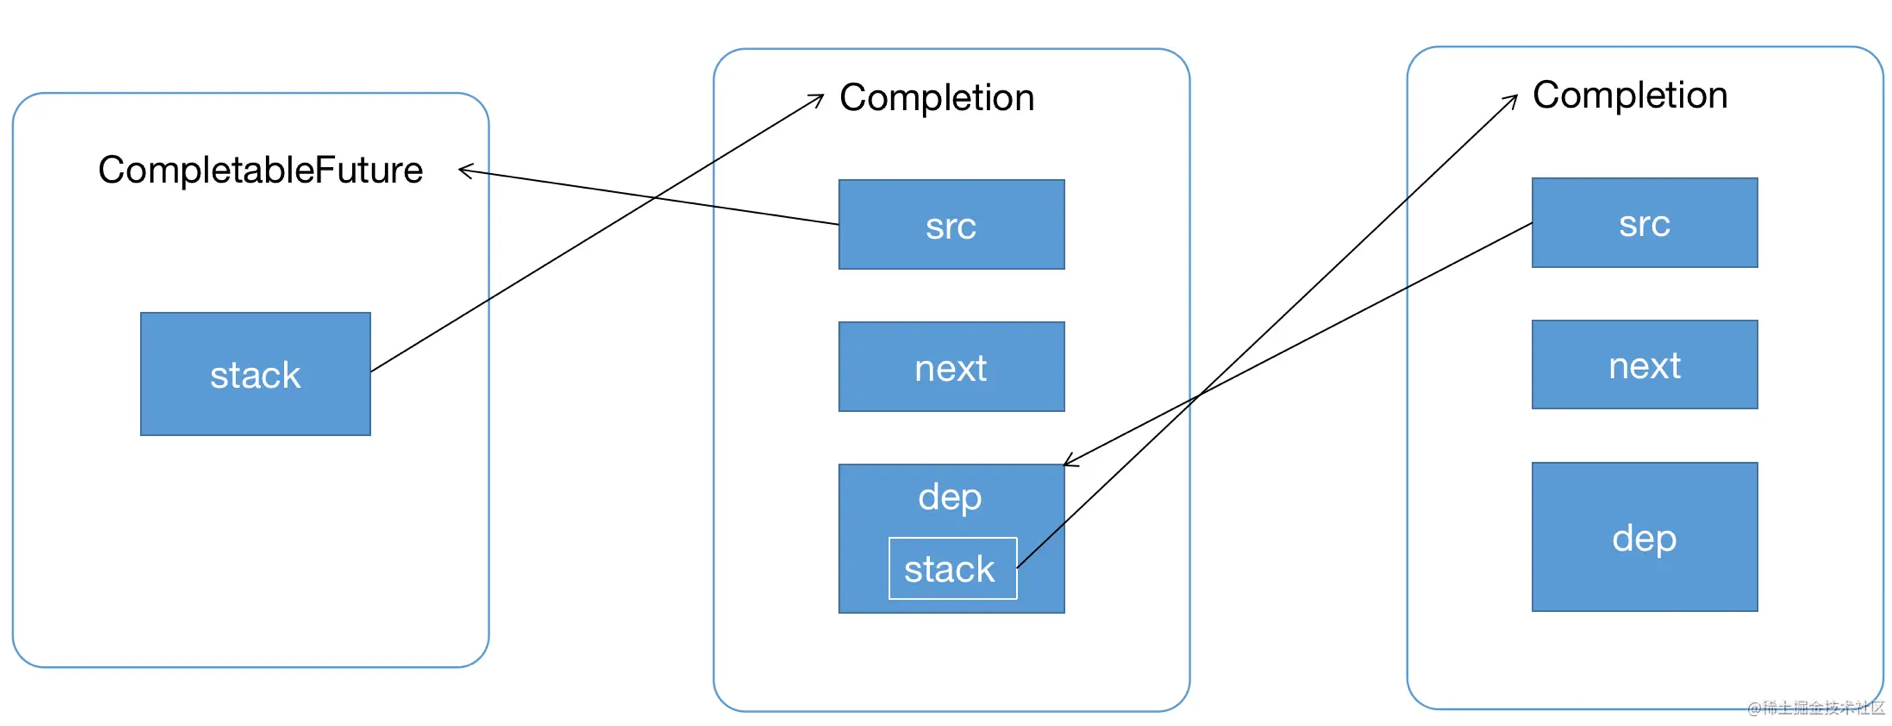 CompletableFuture
stack
Completion
src
next
dep
stack
Completion
src
next
dep
@稀土掘金技术社区